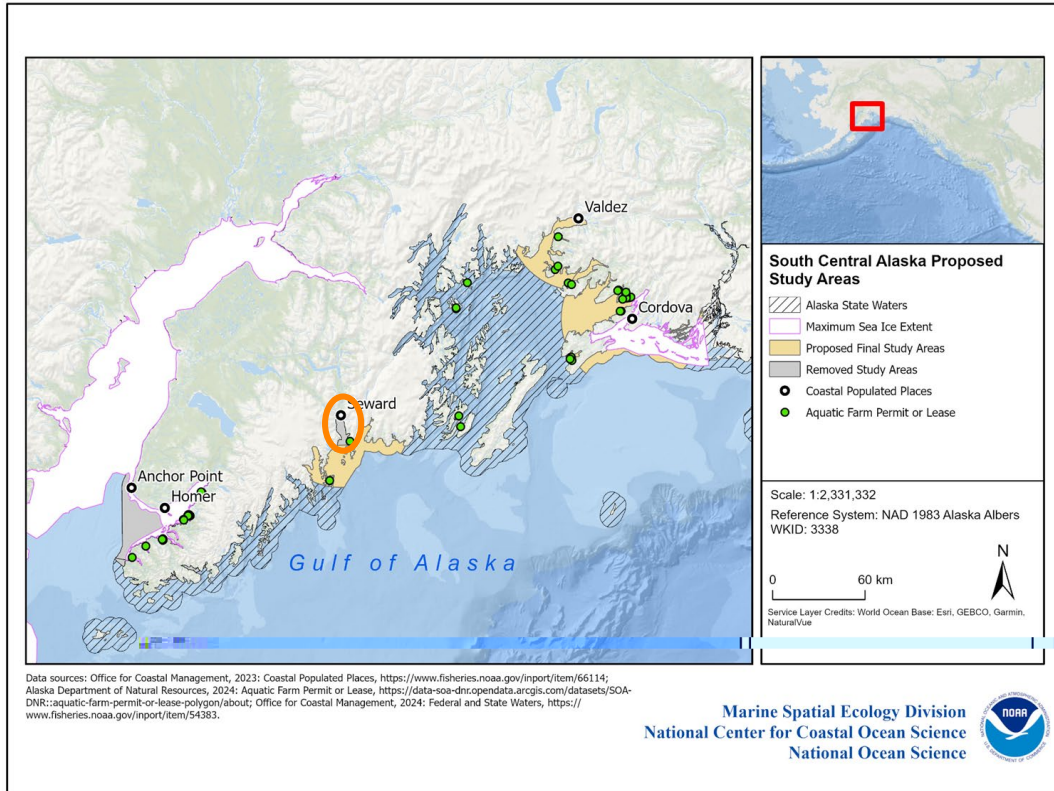 Valdez
Cordova
Seward
Anchor Point
Homer
Gulf of Alaska
South Central Alaska Proposed
Study Areas
Alaska State Waters
Maximum Sea Ice Extent
Proposed Final Study Areas
Removed Study Areas
Coastal Populated Places
Aquatic Farm Permit or Lease
Scale: 1:2,331,332
Reference System: NAD 1983 Alaska Albers
WKID: 3338
N
0 60 km
Service Layer Credits: World Ocean Base: Esri, GEBCO, Garmin,
NaturalVue
Data sources: Office for Coastal Management, 2023: Coastal Populated Places, https://www.fisheries.noaa.gov/inport/item/66114;
Alaska Department of Natural Resources, 2024: Aquatic Farm Permit or Lease, https://data-soa-dnr.opendata.arcgis.com/datasets/SOA-
DNR::aquatic-farm-permit-or-lease-polygon/about; Office for Coastal Management, 2024: Federal and State Waters, https://
www.fisheries.noaa.gov/inport/item/54383.
Marine Spatial Ecology Division
National Center for Coastal Ocean Science
National Ocean Science
NOAA